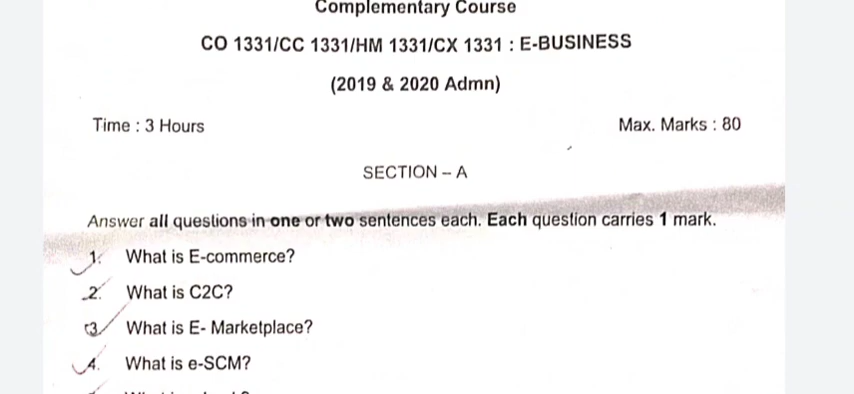 Complementary Course
CO 1331/CC 1331/HM 1331/CX 1331 : E-BUSINESS
(2019 & 2020 Admn)
Time : 3 Hours Max. Marks : 80
SECTION – A
Answer all questions in one or two sentences each. Each question carries 1 mark.
1. What is E-commerce?
2. What is C2C?
3. What is E- Marketplace?
4. What is e-SCM?